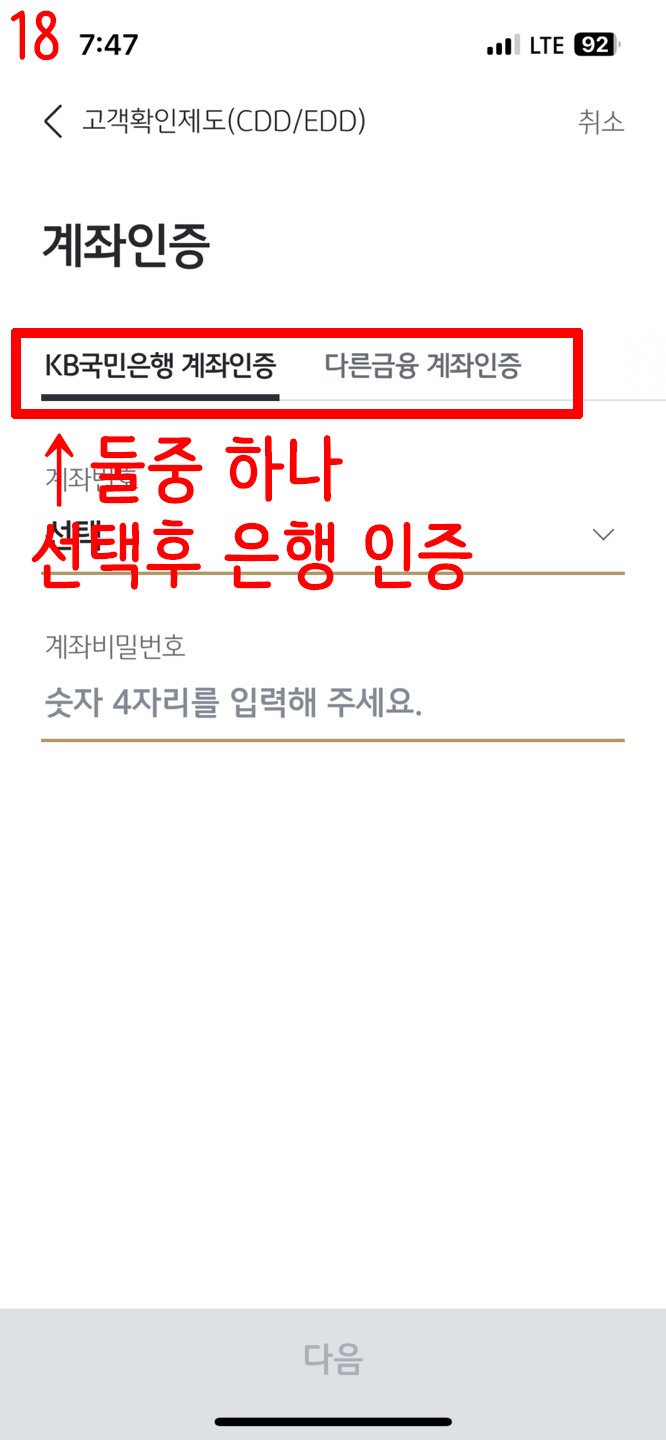 18 7:47 LTE 92
고객확인제도(CDD/EDD) 취소
계좌인증
KB국민은행 계좌인증 다른금융 계좌인증
↑둘중 하나
계좌번호
선택후 은행 인증
선택
계좌비밀번호
숫자 4자리를 입력해 주세요.
다음